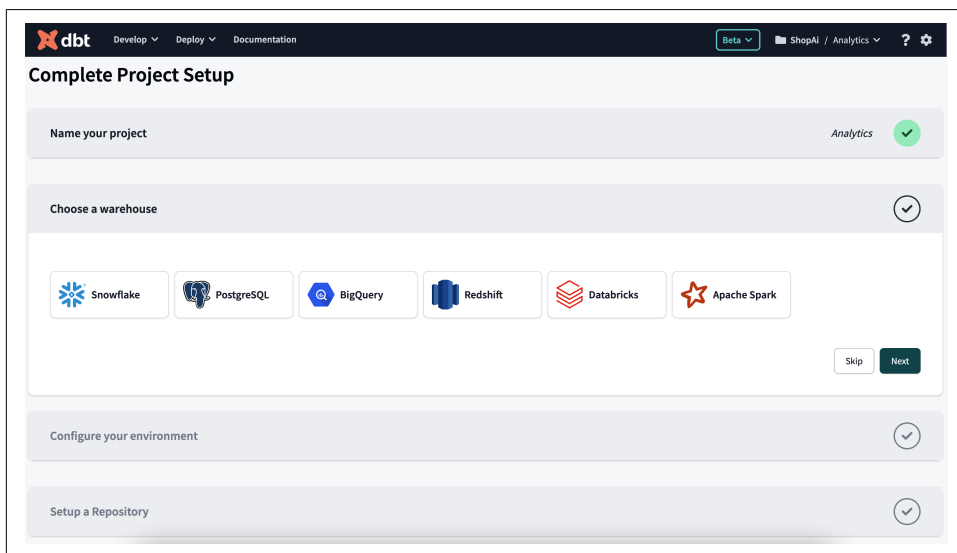 dbt Develop Deploy Documentation Beta ShopAi / Analytics ?
Complete Project Setup
Name your project Analytics
Choose a warehouse
Snowflake PostgreSQL BigQuery Redshift Databricks Apache Spark
Skip Next
Configure your environment
Setup a Repository